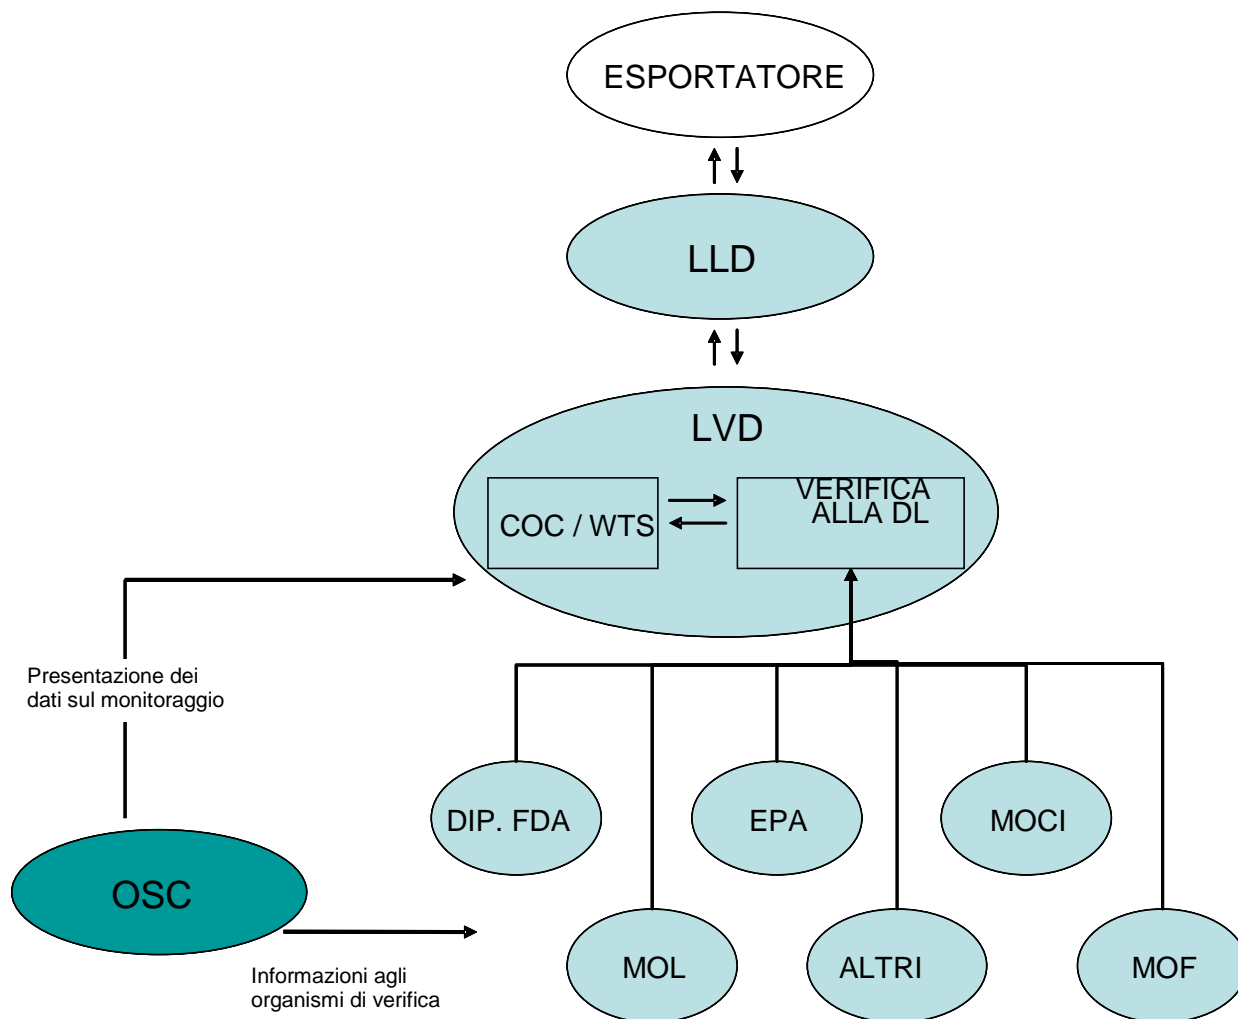 ESPORTATORE
LLD
LVD
COC / WTS
VERIFICA
ALLA DL
Presentazione dei
dati sul monitoraggio
DIP. FDA
EPA
MOCI
OSC
MOL
ALTRI
MOF
Informazioni agli
organismi di verifica